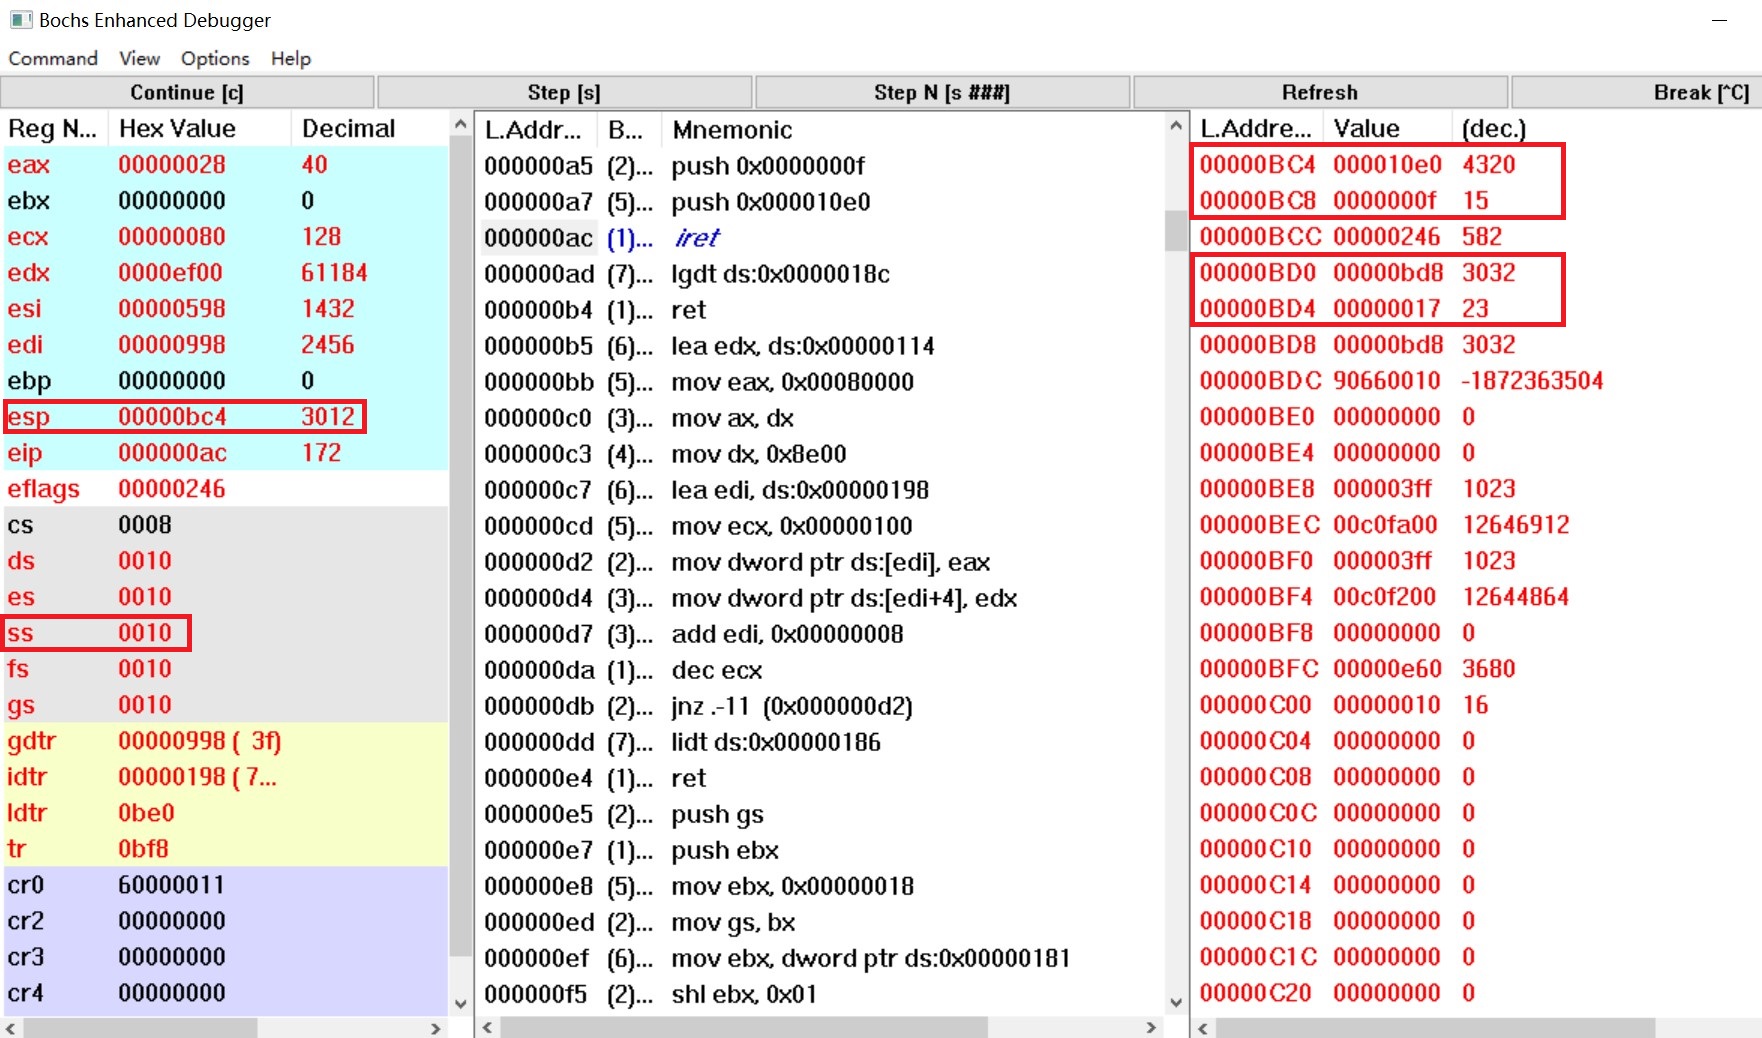 Bochs Enhanced Debugger
Command View Options Help
Continue [c] Step [s] Step N [s ###] Refresh Break [^C]
Reg N... Hex Value Decimal
eax 00000028 40
ebx 00000000 0
ecx 00000080 128
edx 0000ef00 61184
esi 00000598 1432
edi 00000998 2456
ebp 00000000 0
esp 00000bc4 3012
eip 000000ac 172
eflags 00000246
cs 0008
ds 0010
es 0010
ss 0010
fs 0010
gs 0010
gdtr 00000998 ( 3f)
idtr 00000198 ( 7...
ldtr 0be0
tr 0bf8
cr0 60000011
cr2 00000000
cr3 00000000
cr4 00000000
L.Addr... B... Mnemonic
000000a5 (2)... push 0x0000000f
000000a7 (5)... push 0x000010e0
000000ac (1)... iret
000000ad (7)... lgdt ds:0x0000018c
000000b4 (1)... ret
000000b5 (6)... lea edx, ds:0x00000114
000000bb (5)... mov eax, 0x00080000
000000c0 (3)... mov ax, dx
000000c3 (4)... mov dx, 0x8e00
000000c7 (6)... lea edi, ds:0x00000198
000000cd (5)... mov ecx, 0x00000100
000000d2 (2)... mov dword ptr ds:[edi], eax
000000d4 (3)... mov dword ptr ds:[edi+4], edx
000000d7 (3)... add edi, 0x00000008
000000da (1)... dec ecx
000000db (2)... jnz .-11 (0x000000d2)
000000dd (7)... lidt ds:0x00000186
000000e4 (1)... ret
000000e5 (2)... push gs
000000e7 (1)... push ebx
000000e8 (5)... mov ebx, 0x00000018
000000ed (2)... mov gs, bx
000000ef (6)... mov ebx, dword ptr ds:0x00000181
000000f5 (2)... shl ebx, 0x01
L.Addre... Value (dec.)
00000BC4 000010e0 4320
00000BC8 0000000f 15
00000BCC 00000246 582
00000BD0 00000bd8 3032
00000BD4 00000017 23
00000BD8 00000bd8 3032
00000BDC 90660010 -1872363504
00000BE0 00000000 0
00000BE4 00000000 0
00000BE8 000003ff 1023
00000BEC 00c0fa00 12646912
00000BF0 000003ff 1023
00000BF4 00c0f200 12644864
00000BF8 00000000 0
00000BFC 00000e60 3680
00000C00 00000010 16
00000C04 00000000 0
00000C08 00000000 0
00000C0C 00000000 0
00000C10 00000000 0
00000C14 00000000 0
00000C18 00000000 0
00000C1C 00000000 0
00000C20 00000000 0